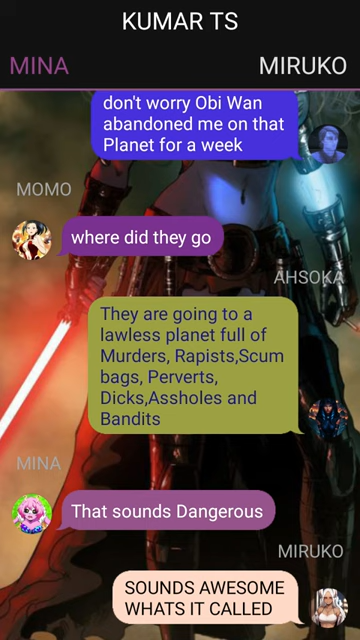 KUMAR TS
MINA
MIRUKO
don't worry Obi Wan
abandoned me on that
Planet for a week
MOMO
where did they go
AHSOKA
They are going to a
lawless planet full of
Murders, Rapists,Scum
bags, Perverts,
Dicks,Assholes and
Bandits
MINA
That sounds Dangerous
MIRUKO
SOUNDS AWESOME
WHATS IT CALLED